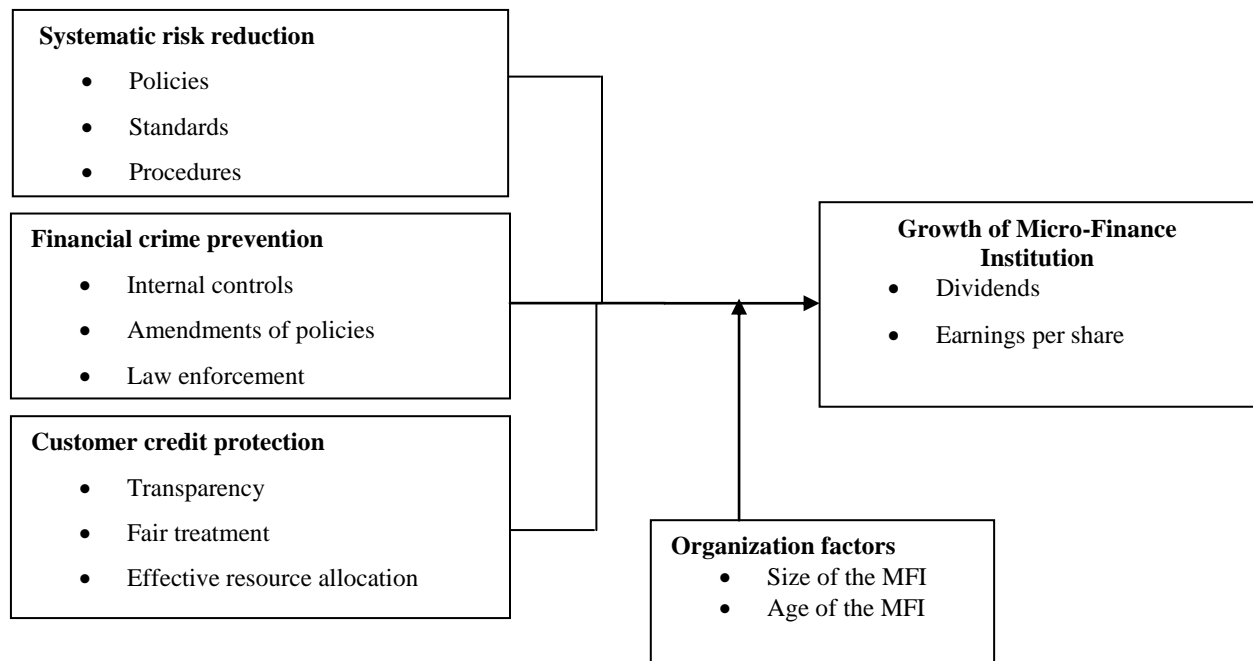 Systematic risk reduction
• Policies
• Standards
• Procedures
Financial crime prevention
• Internal controls
• Amendments of policies
• Law enforcement
Customer credit protection
• Transparency
• Fair treatment
• Effective resource allocation
Growth of Micro-Finance
Institution
• Dividends
• Earnings per share
Organization factors
• Size of the MFI
• Age of the MFI